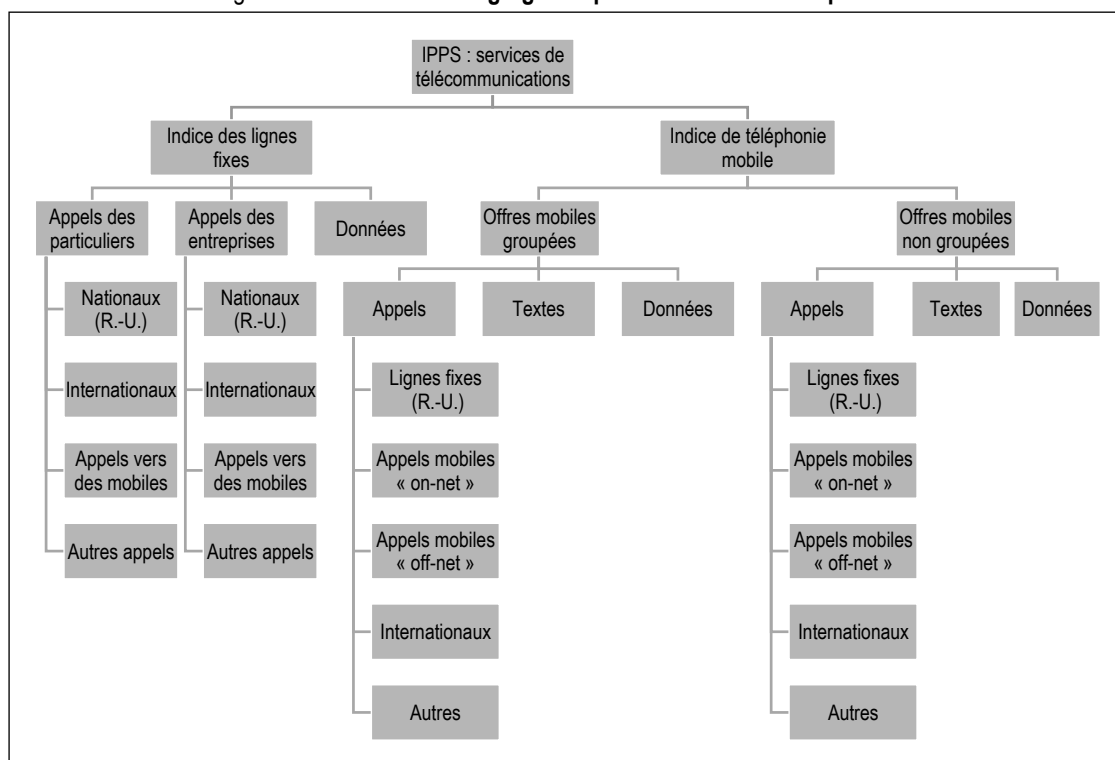 IPPS : services de
télécommunications
Indice des lignes
fixes
Indice de téléphonie
mobile
Appels des
particuliers
Appels des
entreprises
Données
Offres mobiles
groupées
Offres mobiles
non groupées
Nationaux
(R.-U.)
Internationaux
Appels vers
des mobiles
Autres appels
Nationaux
(R.-U.)
Internationaux
Appels vers
des mobiles
Autres appels
Appels
Textes
Données
Lignes fixes
(R.-U.)
Appels mobiles
« on-net »
Appels mobiles
« off-net »
Internationaux
Autres
Appels
Textes
Données
Lignes fixes
(R.-U.)
Appels mobiles
« on-net »
Appels mobiles
« off-net »
Internationaux
Autres